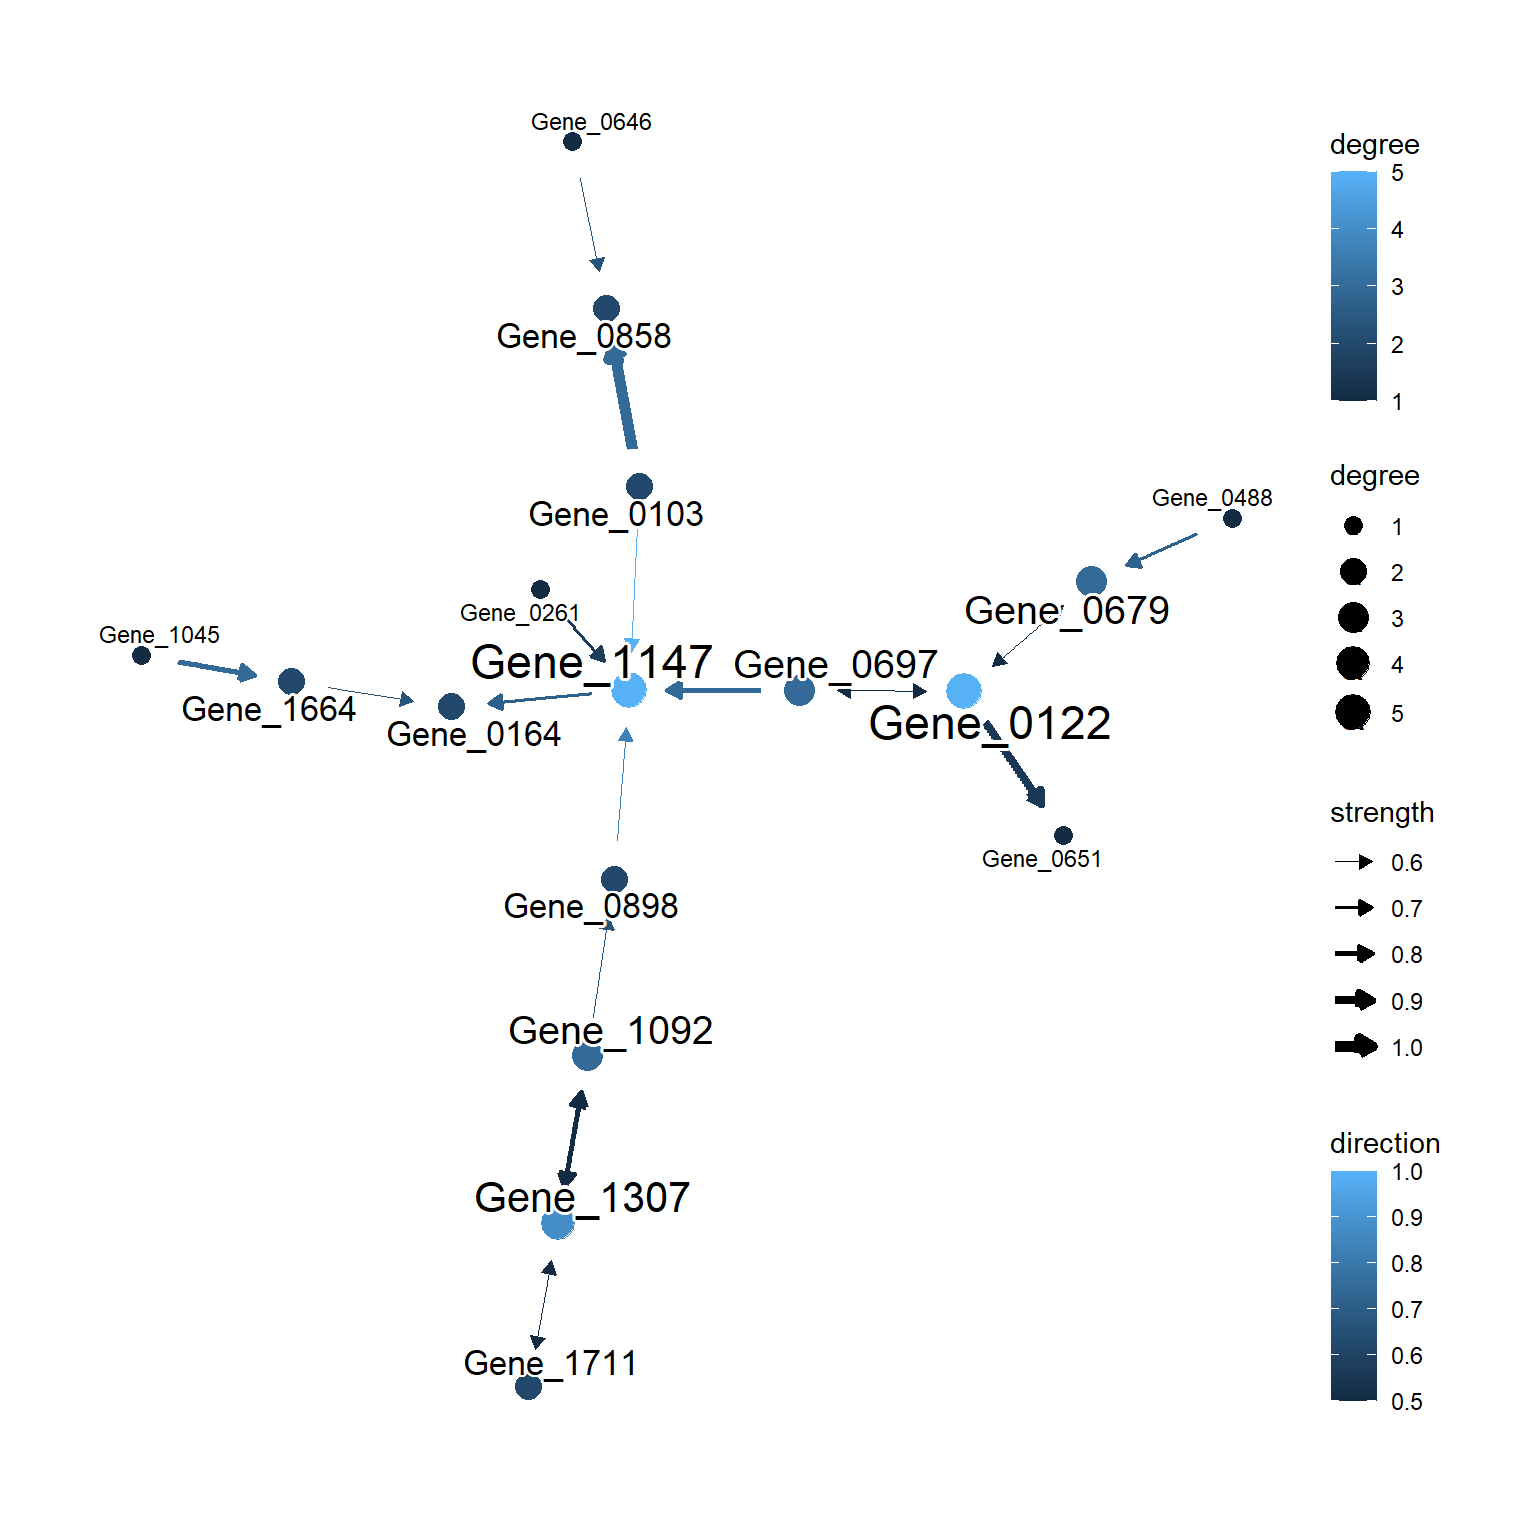 Gene_0646
Gene_0858
Gene_0103
Gene_0261
Gene_1045
Gene_1147
Gene_0697
Gene_1664
Gene_0164
Gene_0488
Gene_0679
Gene_0122
Gene_0651
Gene_0898
Gene_1092
Gene_1307
Gene_1711
degree
5
4
3
2
1
degree
1
2
3
4
5
strength
0.6
0.7
0.8
0.9
1.0
direction
1.0
0.9
0.8
0.7
0.6
0.5